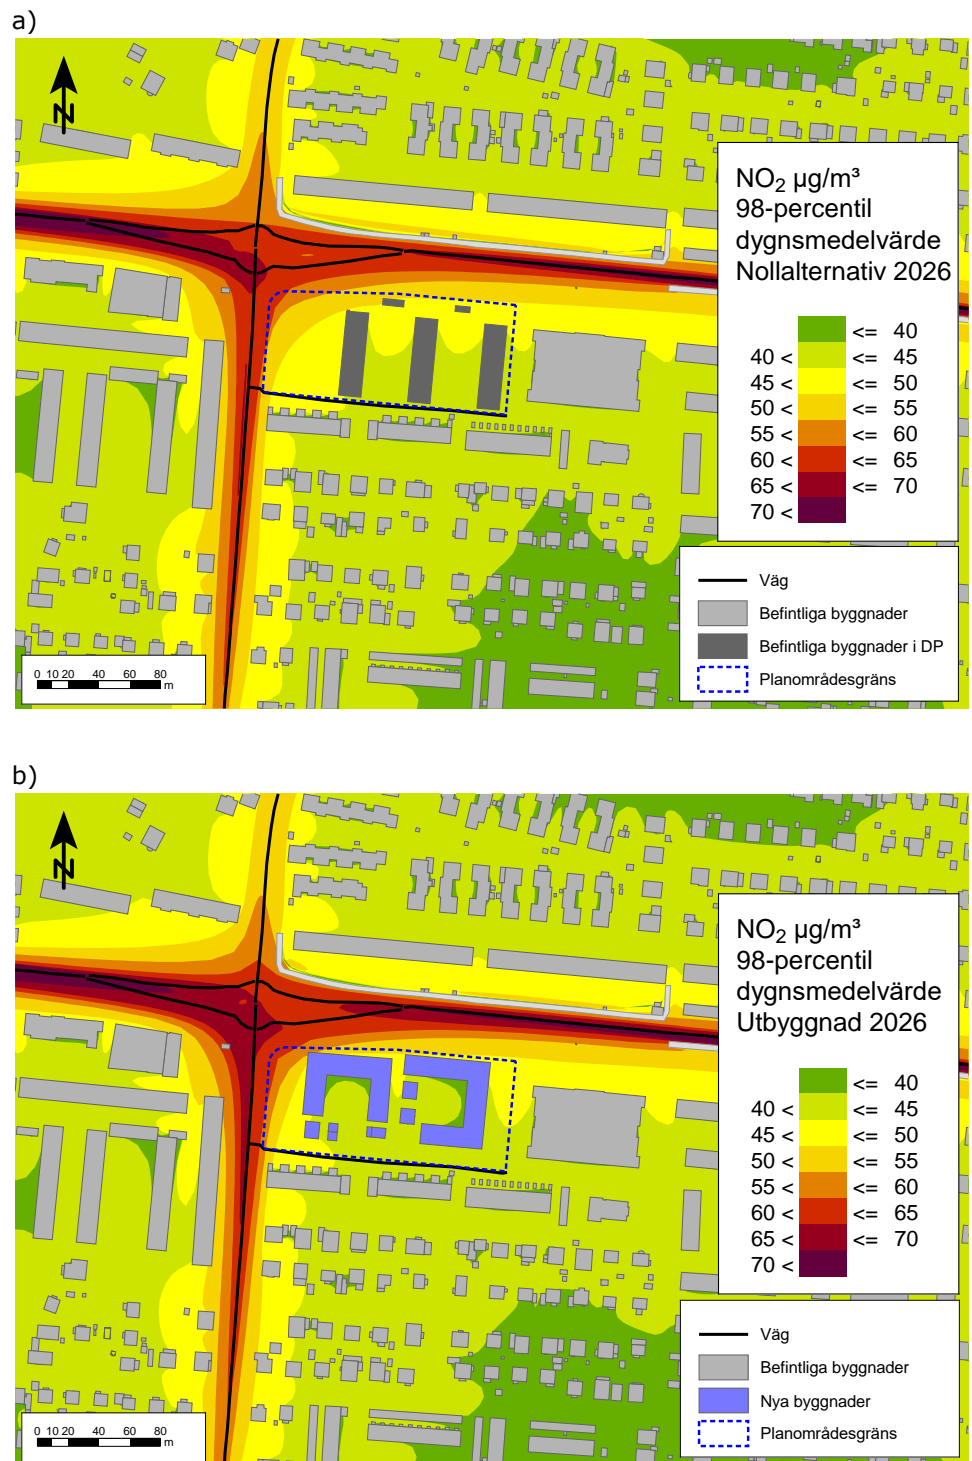 a)
N
NO₂ µg/m³
98-percentil
dygnsmedelvärde
Nollalternativ 2026
<= 40
40 < <= 45
45 < <= 50
50 < <= 55
55 < <= 60
60 < <= 65
65 < <= 70
70 <
Väg
Befintliga byggnader
Befintliga byggnader i DP
Planområdesgräns
0 10 20 40 60 80
m
b)
N
NO₂ µg/m³
98-percentil
dygnsmedelvärde
Utbyggnad 2026
<= 40
40 < <= 45
45 < <= 50
50 < <= 55
55 < <= 60
60 < <= 65
65 < <= 70
70 <
Väg
Befintliga byggnader
Nya byggnader
Planområdesgräns
0 10 20 40 60 80
m